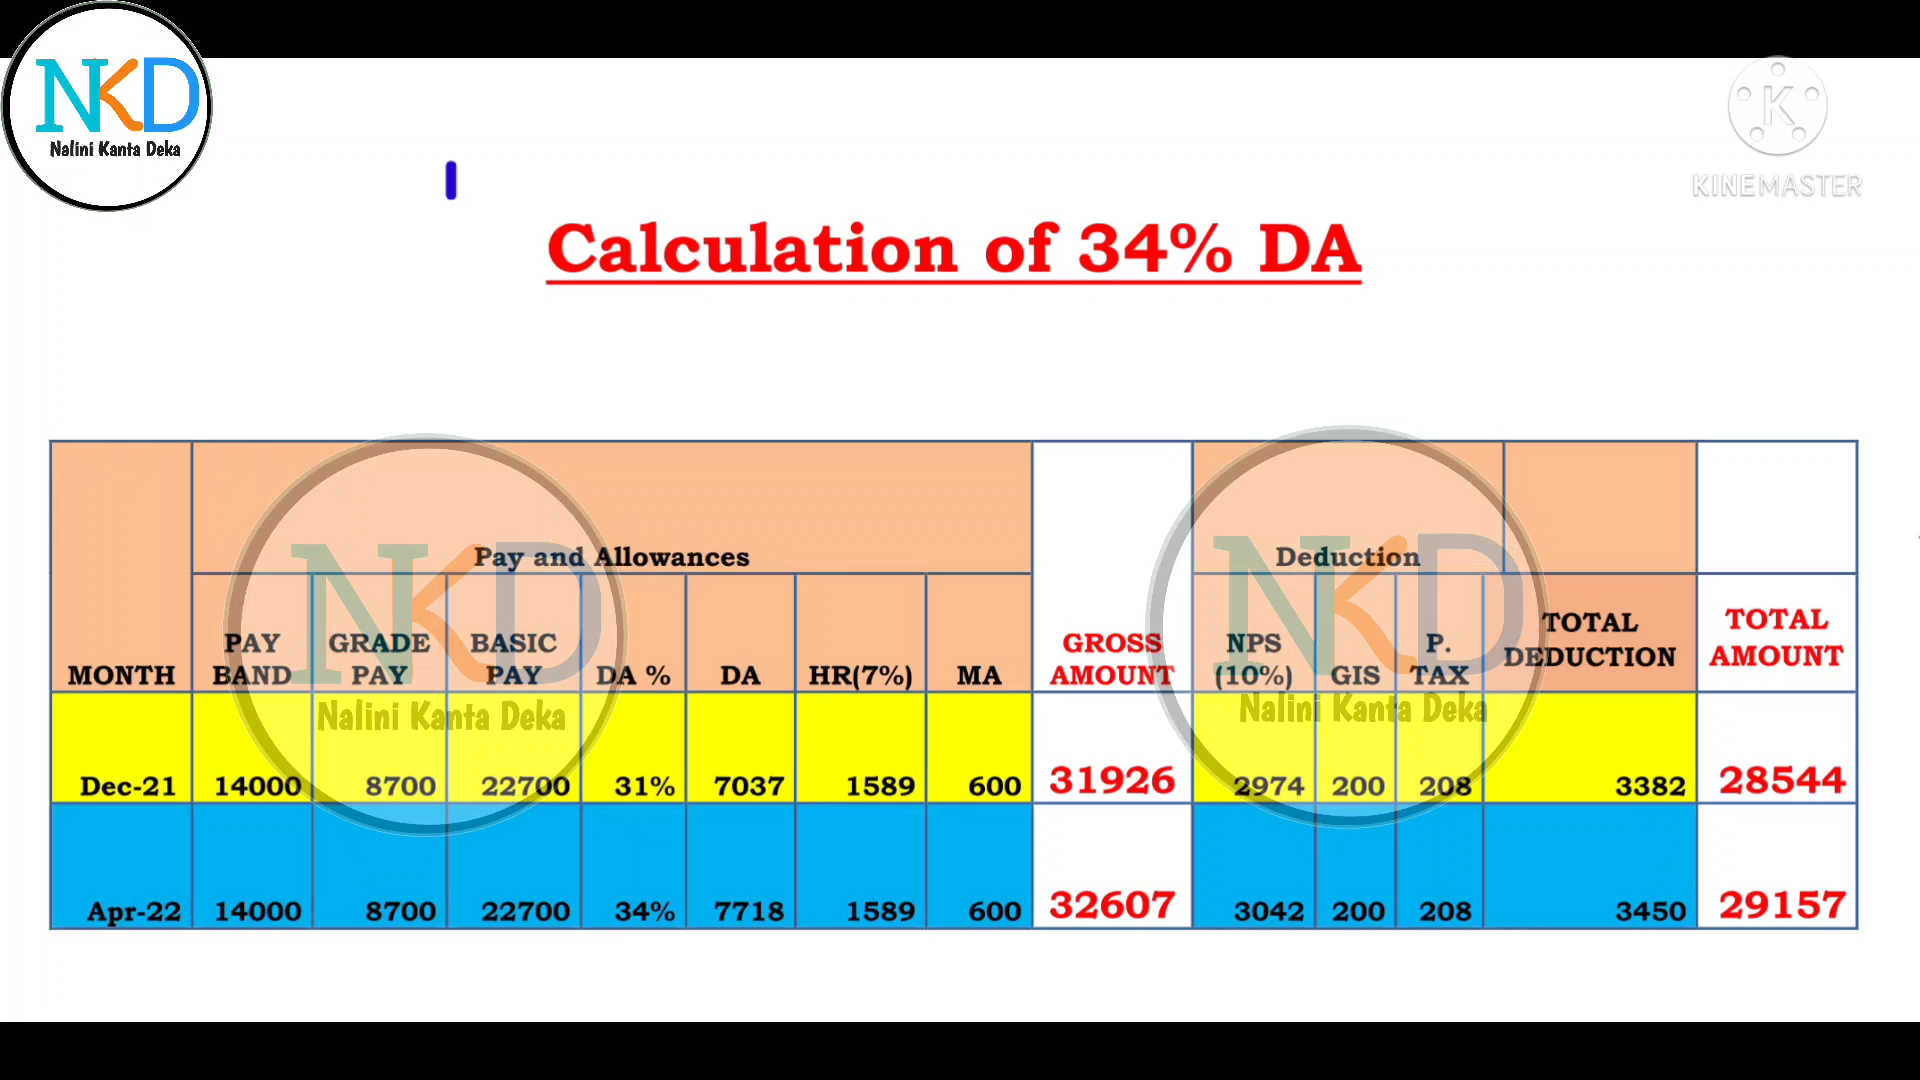 NKD
Nalini Kanta Deka
K
KINEMASTER
Calculation of 34% DA
Pay and Allowances
Deduction
MONTH
PAY BAND
GRADE PAY
BASIC PAY
DA %
DA
HR(7%)
MA
GROSS AMOUNT
NPS (10%)
GIS
P. TAX
TOTAL DEDUCTION
TOTAL AMOUNT
NKD
Nalini Kanta Deka
NKD
Nalini Kanta Deka
Dec-21 14000 8700 22700 31% 7037 1589 600 31926 2974 200 208 3382 28544
Apr-22 14000 8700 22700 34% 7718 1589 600 32607 3042 200 208 3450 29157